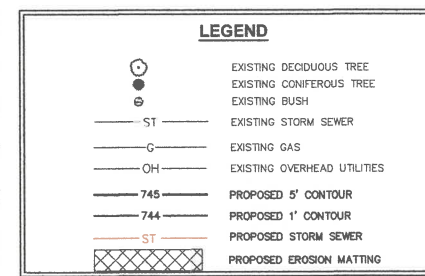 LEGEND
EXISTING DECIDUOUS TREE
EXISTING CONIFEROUS TREE
EXISTING BUSH
ST EXISTING STORM SEWER
G EXISTING GAS
OH EXISTING OVERHEAD UTILITIES
745 PROPOSED 5' CONTOUR
744 PROPOSED 1' CONTOUR
ST PROPOSED STORM SEWER
PROPOSED EROSION MATTING